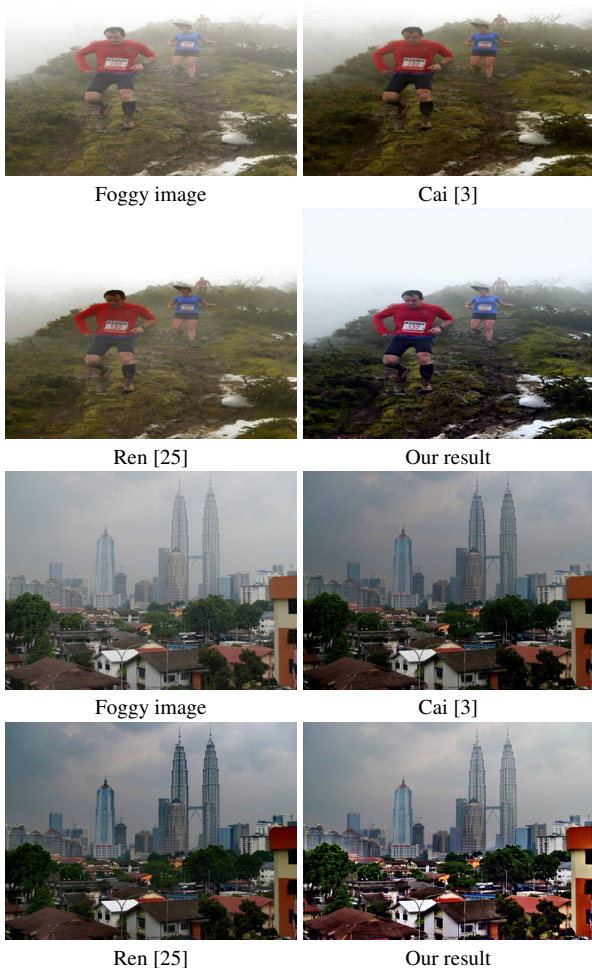 Foggy image
Cai [3]
Ren [25]
Our result
Foggy image
Cai [3]
Ren [25]
Our result